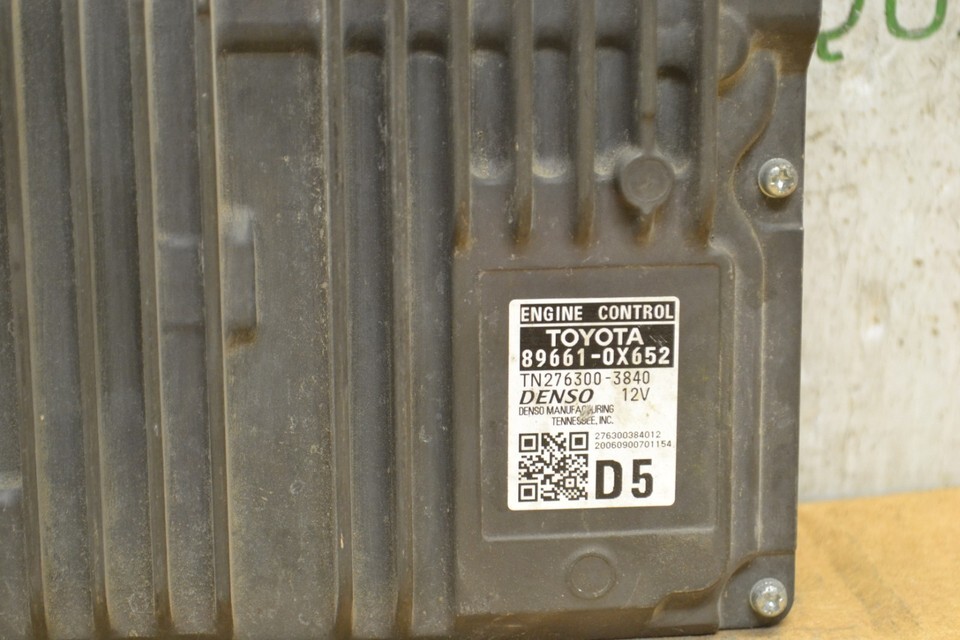 ENGINE CONTROL
TOYOTA
89661-0X652
TN276300-3840
DENSO 12V
DENSO MANUFACTURING
TENNESSEE, INC.
276300384012
20060900701154
D5